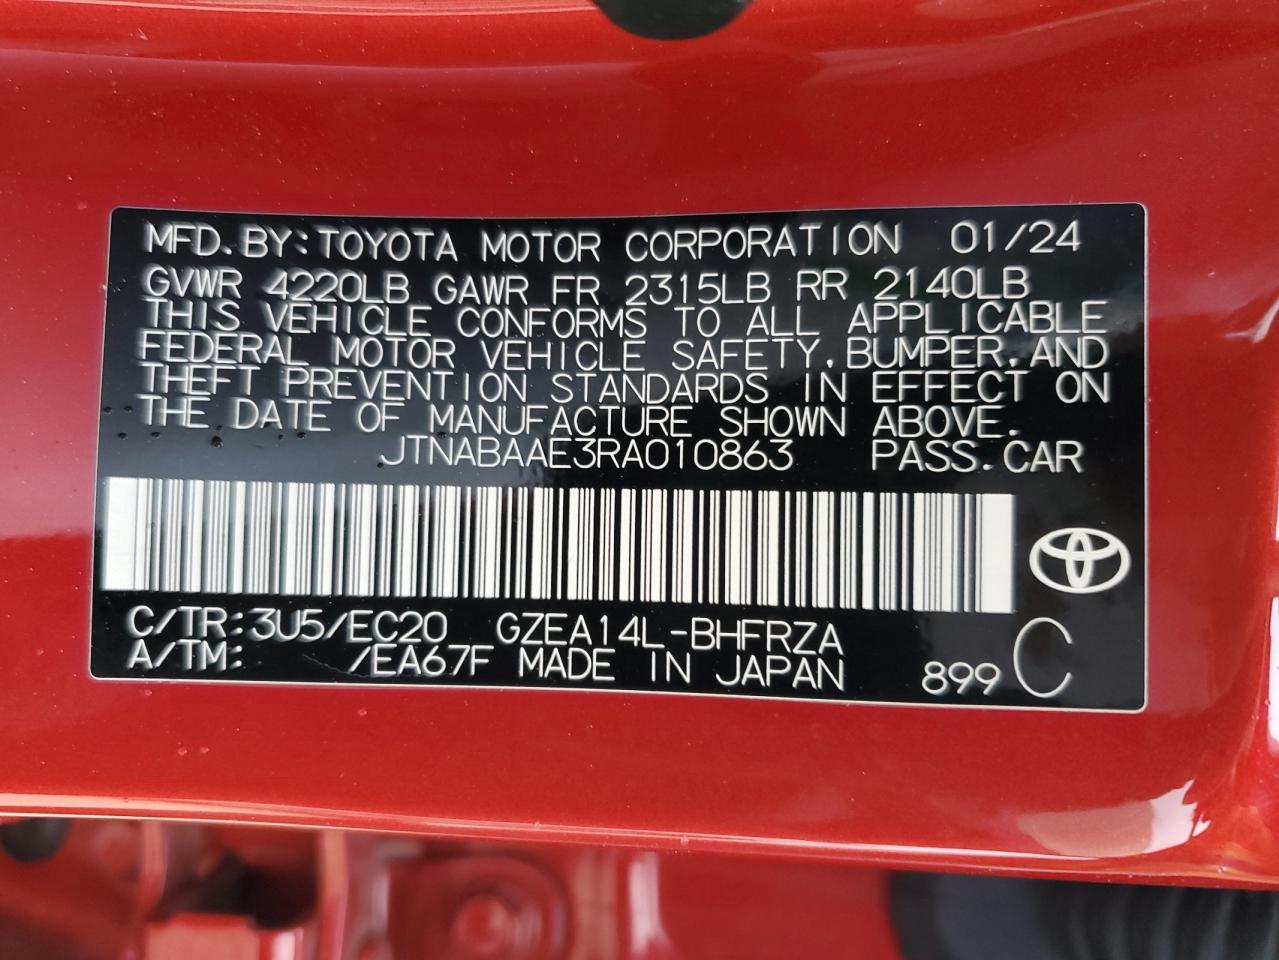 MFD.BY:TOYOTA MOTOR CORPORATION 01/24
GVWR 4220LB GAWR FR 2315LB RR 2140LB
THIS VEHICLE CONFORMS TO ALL APPLICABLE
FEDERAL MOTOR VEHICLE SAFETY,BUMPER,AND
THEFT PREVENTION STANDARDS IN EFFECT ON
THE DATE OF MANUFACTURE SHOWN ABOVE.
JTNABAAE3RA010863 PASS.CAR
C/TR:3U5/EC20 GZEA14L-BHFRZA
A/TM: /EA67F MADE IN JAPAN 899 C